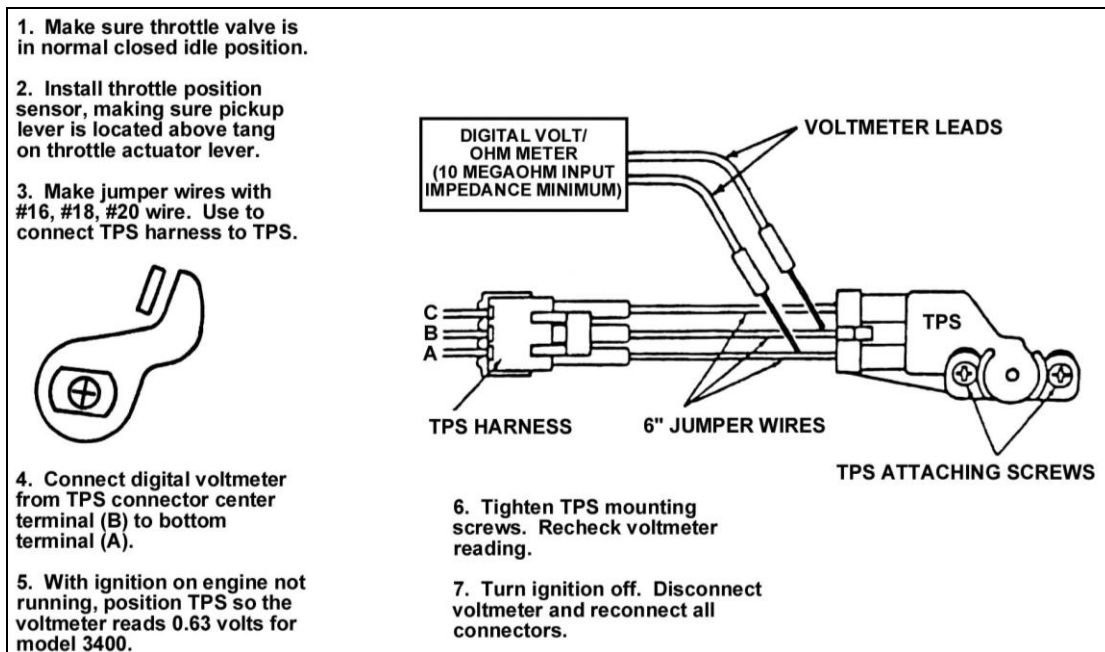 1. Make sure throttle valve is
in normal closed idle position.
2. Install throttle position
sensor, making sure pickup
lever is located above tang
on throttle actuator lever.
3. Make jumper wires with
#16, #18, #20 wire. Use to
connect TPS harness to TPS.
4. Connect digital voltmeter
from TPS connector center
terminal (B) to bottom
terminal (A).
5. With ignition on engine not
running, position TPS so the
voltmeter reads 0.63 volts for
model 3400.
DIGITAL VOLT/
OHM METER
(10 MEGAOHM INPUT
IMPEDANCE MINIMUM)
VOLTMETER LEADS
C
B
A
TPS
TPS HARNESS
6" JUMPER WIRES
TPS ATTACHING SCREWS
6. Tighten TPS mounting
screws. Recheck voltmeter
reading.
7. Turn ignition off. Disconnect
voltmeter and reconnect all
connectors.